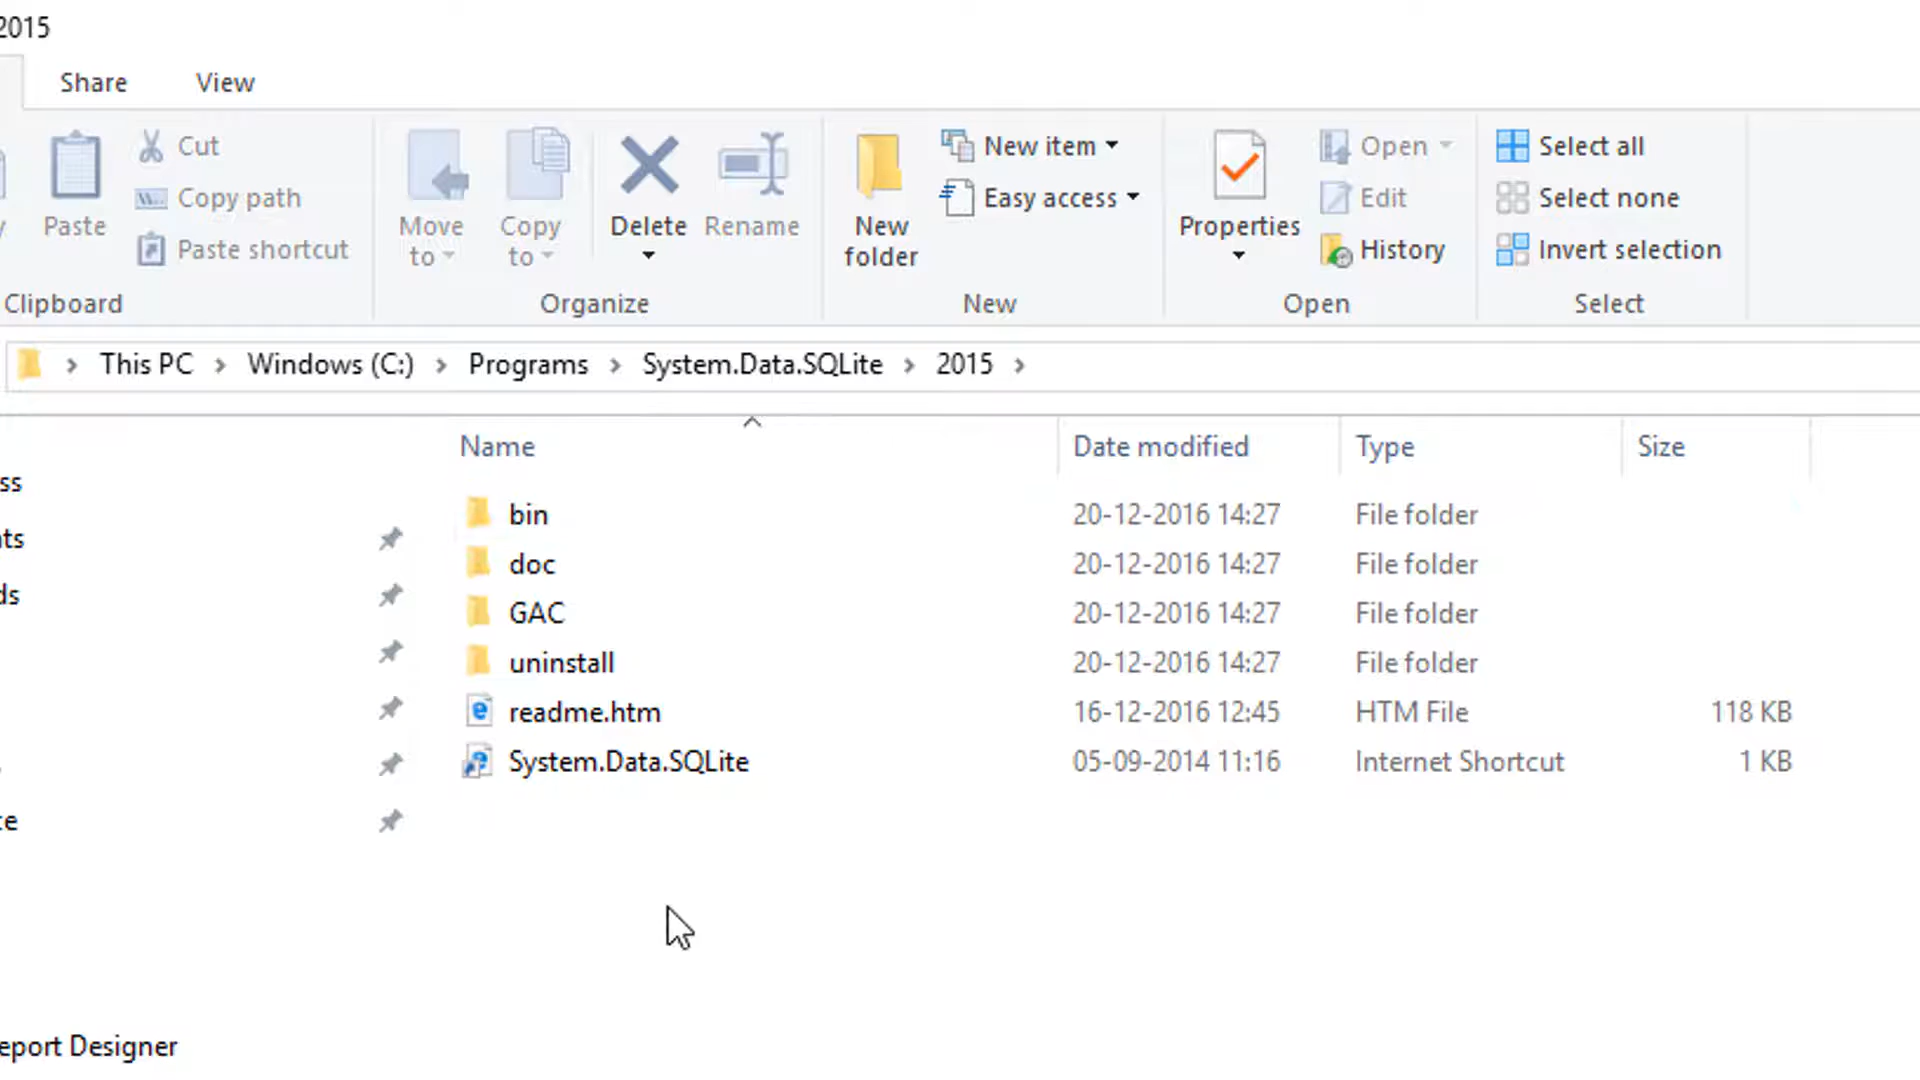 2015
Share View
Cut
Copy path
Paste
Paste shortcut
Clipboard
Move to
Copy to
Delete
Rename
Organize
New folder
New item
Easy access
New
Properties
Open
Edit
History
Open
Select all
Select none
Invert selection
Select
This PC > Windows (C:) > Programs > System.Data.SQLite > 2015 >
Name Date modified Type Size
bin 20-12-2016 14:27 File folder
doc 20-12-2016 14:27 File folder
GAC 20-12-2016 14:27 File folder
uninstall 20-12-2016 14:27 File folder
readme.htm 16-12-2016 12:45 HTM File 118 KB
System.Data.SQLite 05-09-2014 11:16 Internet Shortcut 1 KB
ss
ts
ds
ce
eport Designer